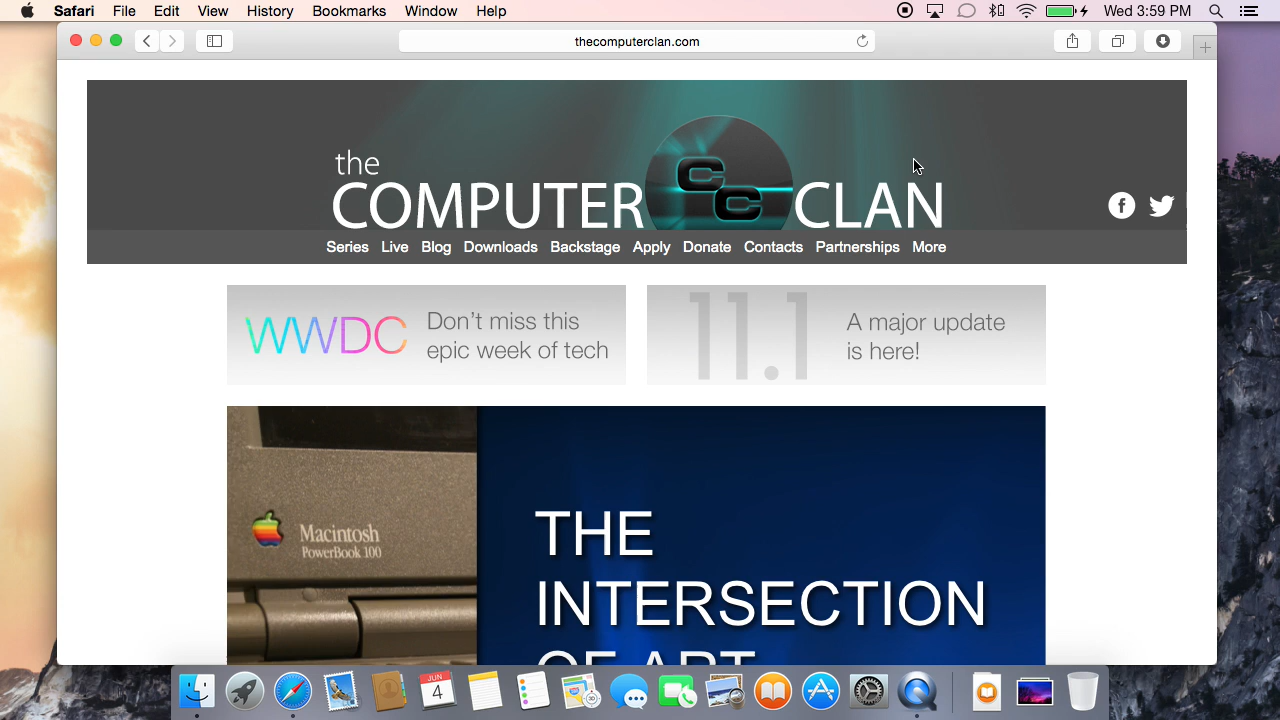 Safari File Edit View History Bookmarks Window Help Wed 3:59 PM
thecomputerclan.com
the
COMPUTER CC CLAN
Series Live Blog Downloads Backstage Apply Donate Contacts Partnerships More
WWDC
Don't miss this
epic week of tech
11.1
A major update
is here!
Macintosh
PowerBook 100
THE
INTERSECTION
OF ART
JUN
4